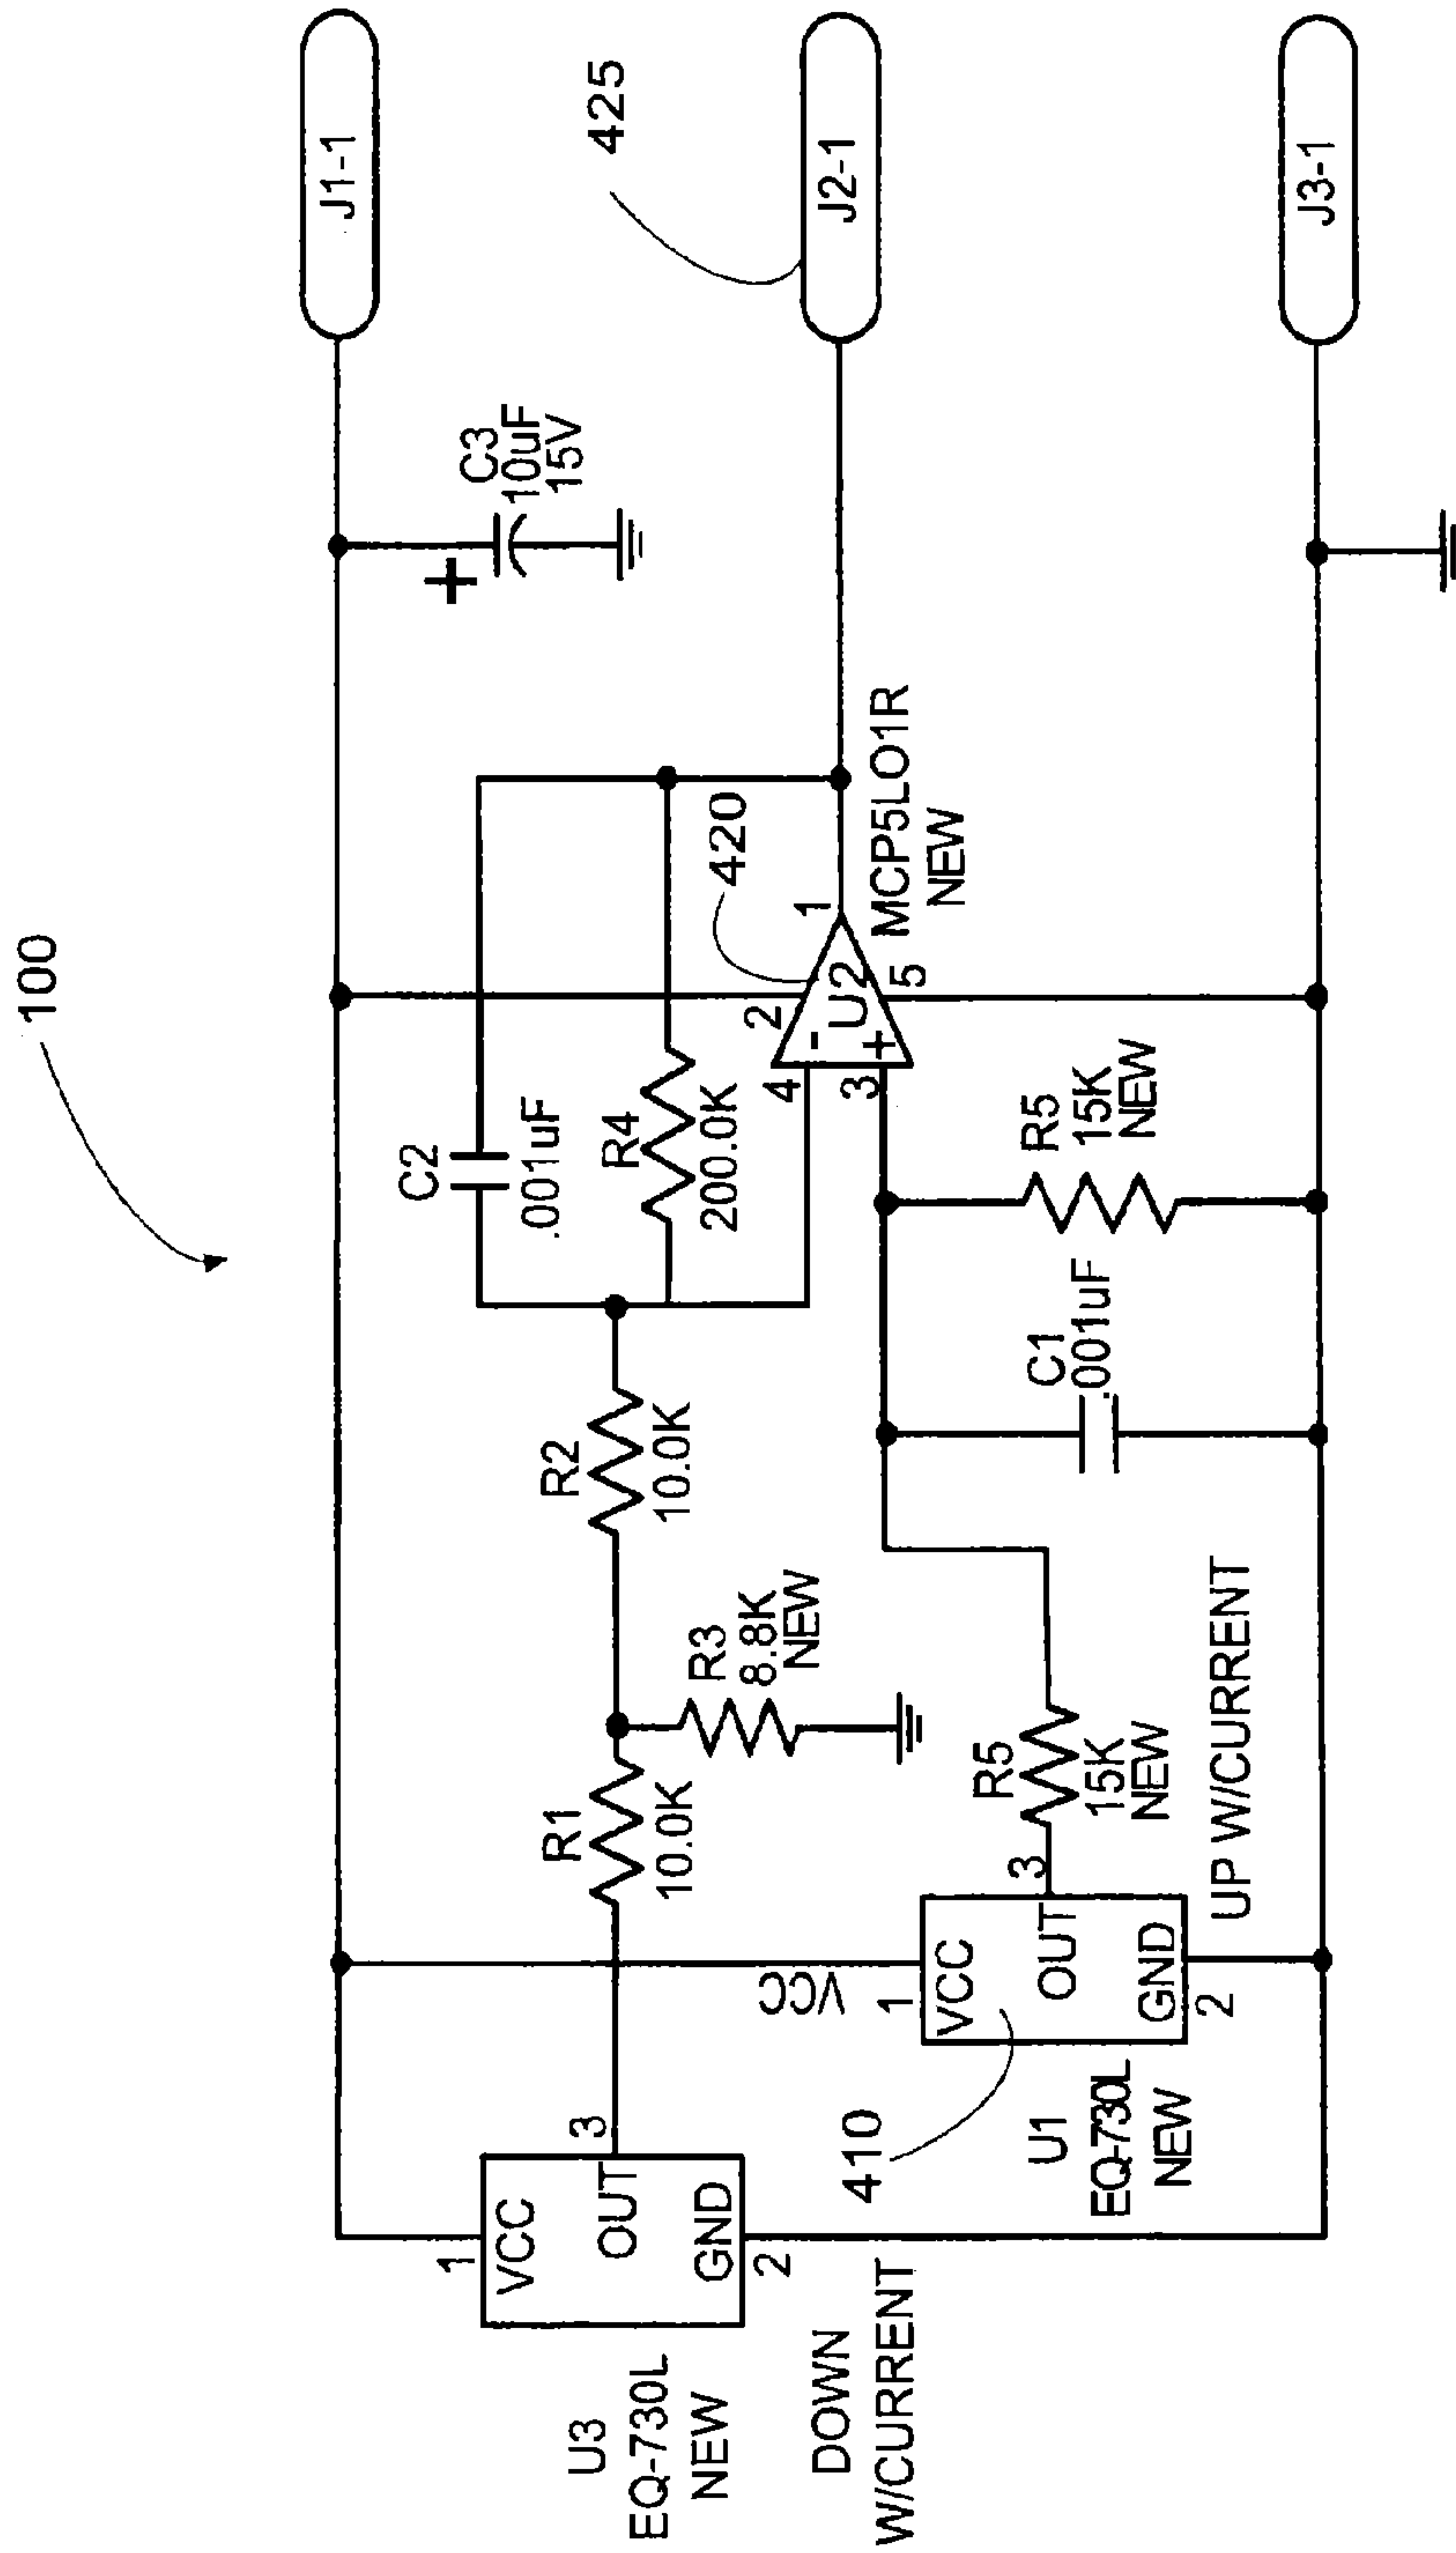 100
J1-1
C3
10uF
15V
+
425
J2-1
J3-1
C2
.001uF
R4
200.0K
420
2
4
-
3
+
U2
1
5
MCP5LO1R
NEW
R1
10.0K
R2
10.0K
R3
8.8K
NEW
R5
15K
NEW
C1
.001uF
R5
15K
NEW
U3
EQ-730L
NEW
1
VCC
OUT
3
GND
2
DOWN
W/CURRENT
VCC
410
1
VCC
OUT
3
GND
2
U1
EQ-730L
NEW
UP W/CURRENT